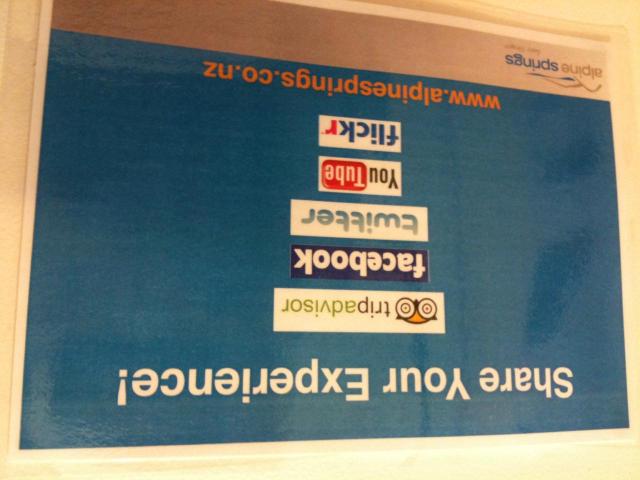 Share Your Experience!
tripadvisor
facebook
twitter
YouTube
flickr
www.alpinesprings.co.nz
alpine springs